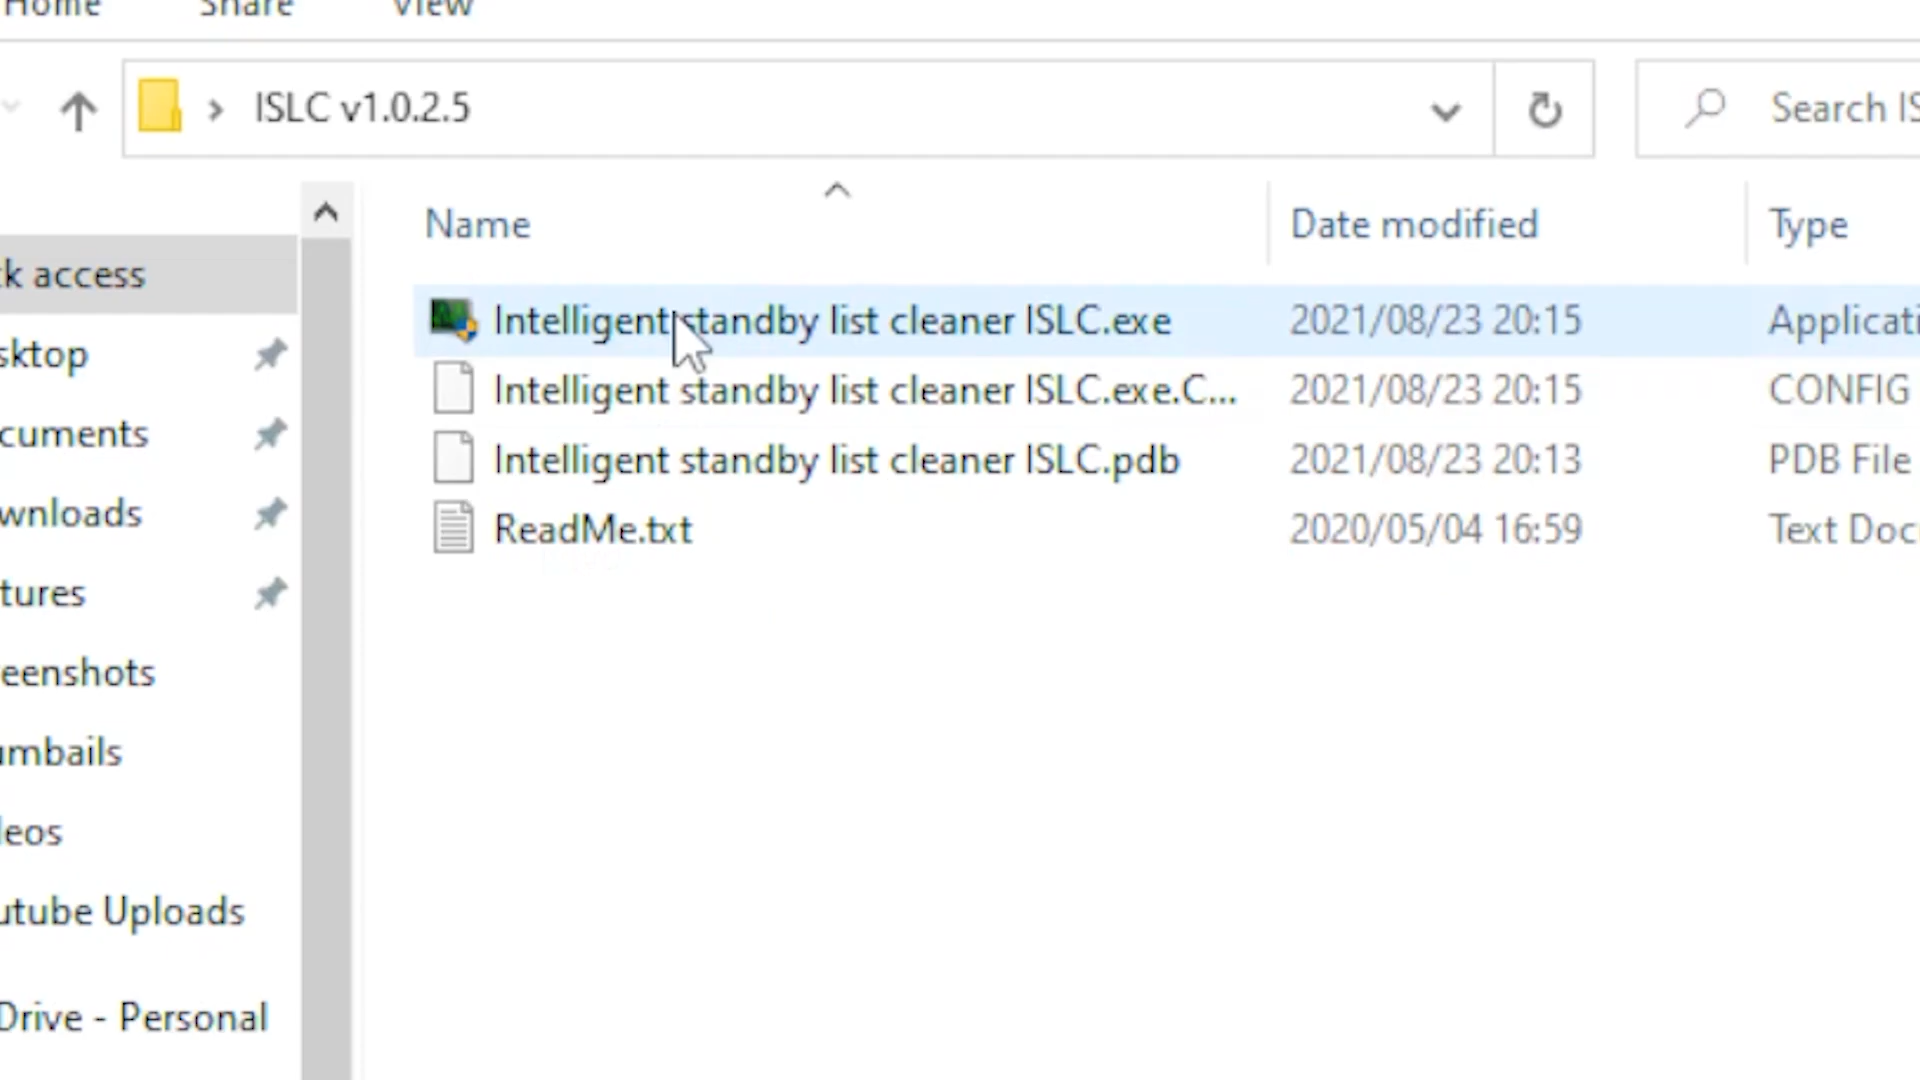 Home Share View
ISLC v1.0.2.5
Search IS
Name Date modified Type
k access
Intelligent standby list cleaner ISLC.exe 2021/08/23 20:15 Applicati
sktop
Intelligent standby list cleaner ISLC.exe.C... 2021/08/23 20:15 CONFIG
cuments
Intelligent standby list cleaner ISLC.pdb 2021/08/23 20:13 PDB File
wnloads
ReadMe.txt 2020/05/04 16:59 Text Doc
tures
eenshots
umbails
leos
utube Uploads
Drive - Personal